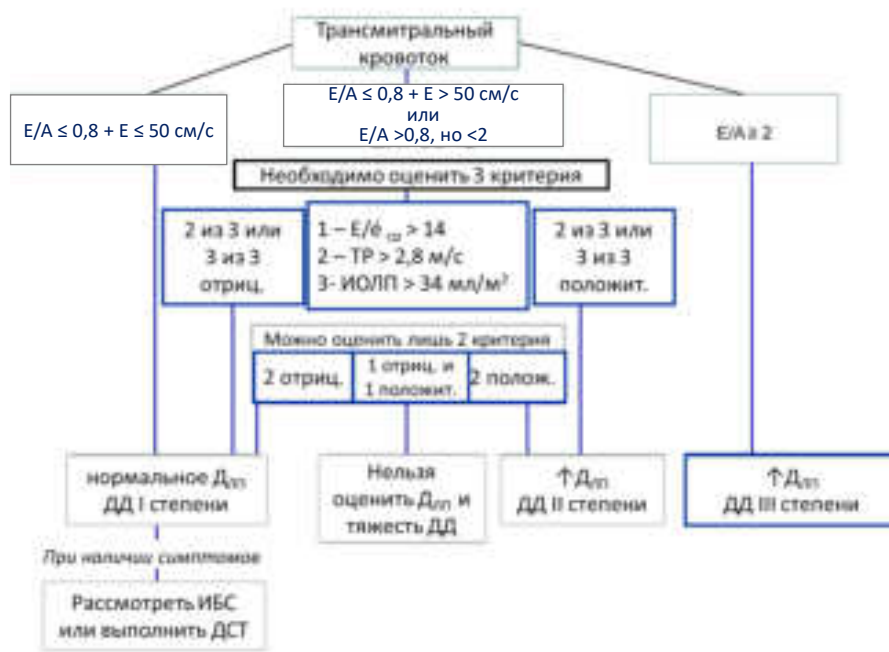 Трансмитральный
кровоток
E/A ≤ 0,8 + E ≤ 50 см/с
E/A ≤ 0,8 + E > 50 см/с
или
E/A >0,8, но <2
E/A ≥ 2
Необходимо оценить 3 критерия
2 из 3 или
3 из 3
отриц.
1 – E/é ср > 14
2 – ТР > 2,8 м/с
3- ИОЛП > 34 мл/м²
2 из 3 или
3 из 3
положит.
Можно оценить лишь 2 критерия
2 отриц.
1 отриц. и
1 положит.
2 полож.
нормальное ДЛП
ДД I степени
Нельзя
оценить ДЛП и
тяжесть ДД
↑ДЛП
ДД II степени
↑ДЛП
ДД III степени
При наличии симптомов
Рассмотреть ИБС
или выполнить ДСТ